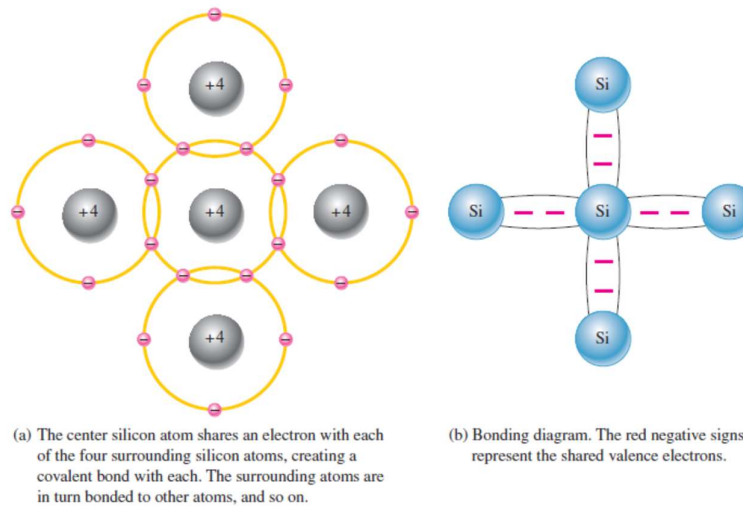 +4
Si
+4
+4
+4
Si
Si
Si
+4
Si
(a) The center silicon atom shares an electron with each
of the four surrounding silicon atoms, creating a
covalent bond with each. The surrounding atoms are
in turn bonded to other atoms, and so on.
(b) Bonding diagram. The red negative signs
represent the shared valence electrons.